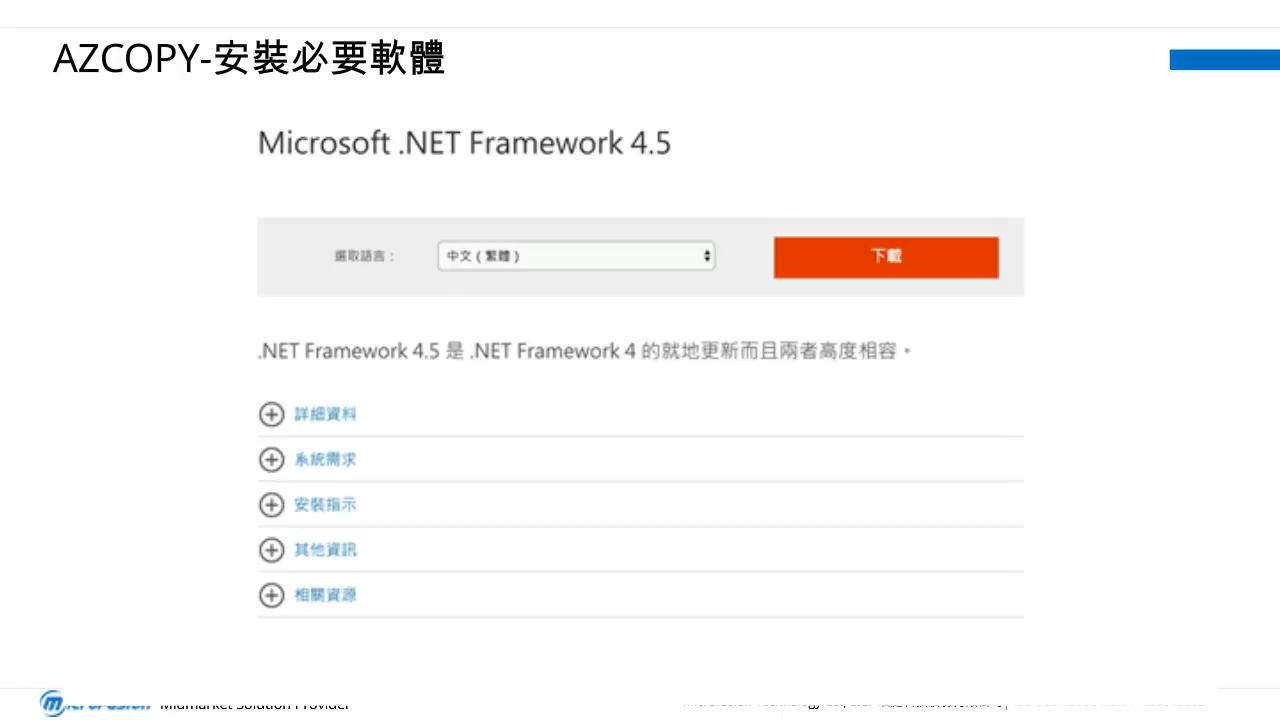 AZCOPY-安裝必要軟體
Microsoft .NET Framework 4.5
選取語言：
中文（繁體）
下載
.NET Framework 4.5 是 .NET Framework 4 的就地更新而且兩者高度相容。
詳細資料
系統需求
安裝指示
其他資訊
相關資源
Microfusion Midmarket Solution Provider